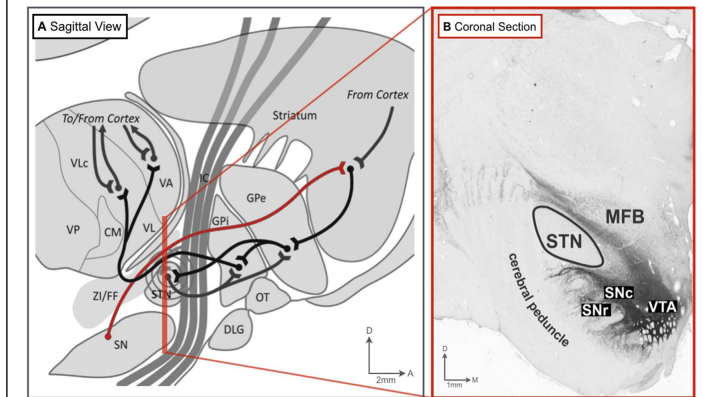 A Sagittal View
From Cortex
To/From Cortex
Striatum
VLc
VA
IC
GPe
VP
CM
VL
GPi
ZI/FF
STN
OT
DLG
SN
D
A
2mm
B Coronal Section
MFB
STN
cerebral peduncle
SNc
SNr
VTA
D
M
1mm